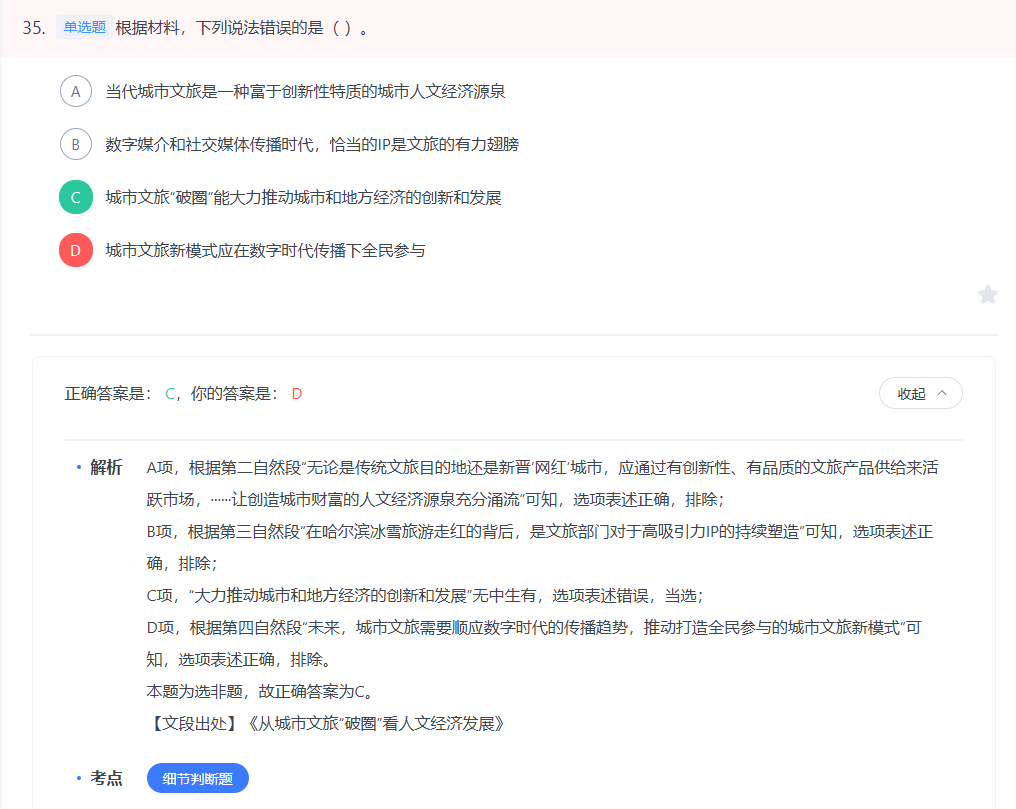 35. 单选题 根据材料，下列说法错误的是（ ）。
A 当代城市文旅是一种富于创新性特质的城市人文经济源泉
B 数字媒介和社交媒体传播时代，恰当的IP是文旅的有力翅膀
C 城市文旅“破圈”能大力推动城市和地方经济的创新和发展
D 城市文旅新模式应在数字时代传播下全民参与
正确答案是： C，你的答案是： D
收起
解析 A项，根据第二自然段“无论是传统文旅目的地还是新晋‘网红’城市，应通过有创新性、有品质的文旅产品供给来活
跃市场，······让创造城市财富的人文经济源泉充分涌流”可知，选项表述正确，排除；
B项，根据第三自然段“在哈尔滨冰雪旅游走红的背后，是文旅部门对于高吸引力IP的持续塑造”可知，选项表述正
确，排除；
C项，“大力推动城市和地方经济的创新和发展”无中生有，选项表述错误，当选；
D项，根据第四自然段“未来，城市文旅需要顺应数字时代的传播趋势，推动打造全民参与的城市文旅新模式”可
知，选项表述正确，排除。
本题为选非题，故正确答案为C。
【文段出处】《从城市文旅“破圈”看人文经济发展》
考点 细节判断题